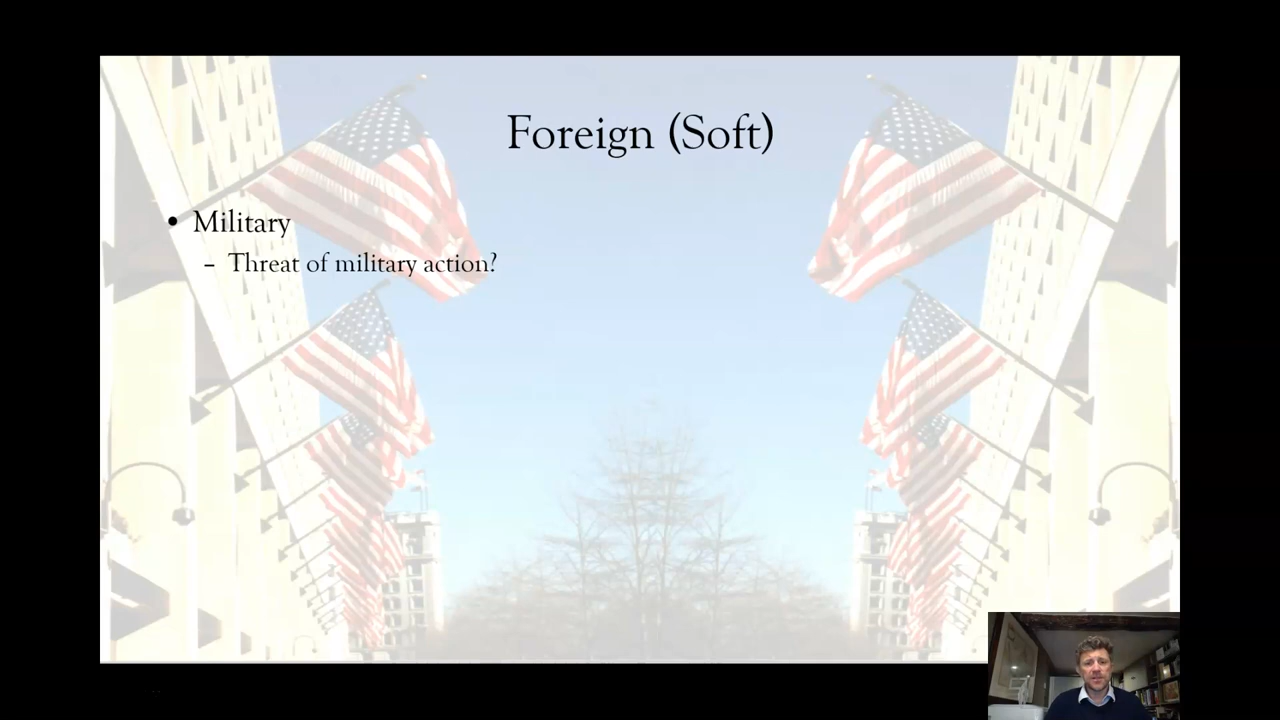 Foreign (Soft)
• Military
– Threat of military action?